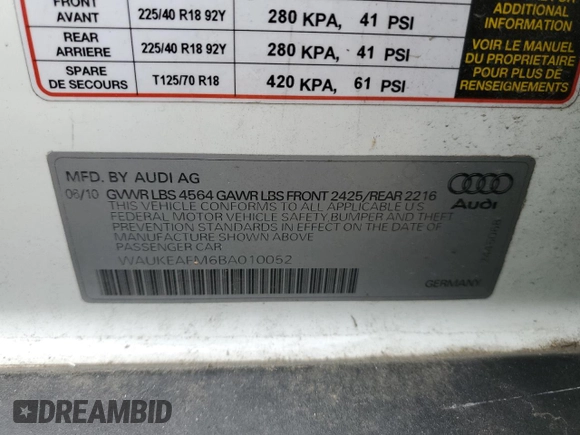 FRONT ADDITIONAL
AVANT 225/40 R18 92Y 280 KPA, 41 PSI INFORMATION
REAR
ARRIERE 225/40 R18 92Y 280 KPA, 41 PSI
VOIR LE MANUEL
DU PROPRIETAIRE
POUR PLUS DE
RENSEIGNEMENTS
SPARE
DE SECOURS T125/70 R18 420 KPA, 61 PSI
MFD. BY AUDI AG
06/10 GVWR LBS 4564 GAWR LBS FRONT 2425/REAR 2216
THIS VEHICLE CONFORMS TO ALL APPLICABLE U.S.
FEDERAL MOTOR VEHICLE SAFETY BUMPER AND THEFT
PREVENTION STANDARDS IN EFFECT ON THE DATE OF
MANUFACTURE SHOWN ABOVE
PASSENGER CAR
WAUKEAFM6BA010052
Audi
GERMANY
DREAMBID